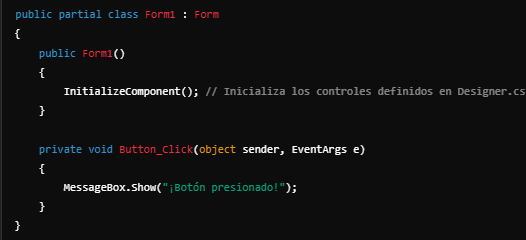 public partial class Form1 : Form
{
    public Form1()
    {
        InitializeComponent(); // Inicializa los controles definidos en Designer.cs
    }

    private void Button_Click(object sender, EventArgs e)
    {
        MessageBox.Show("¡Botón presionado!");
    }
}